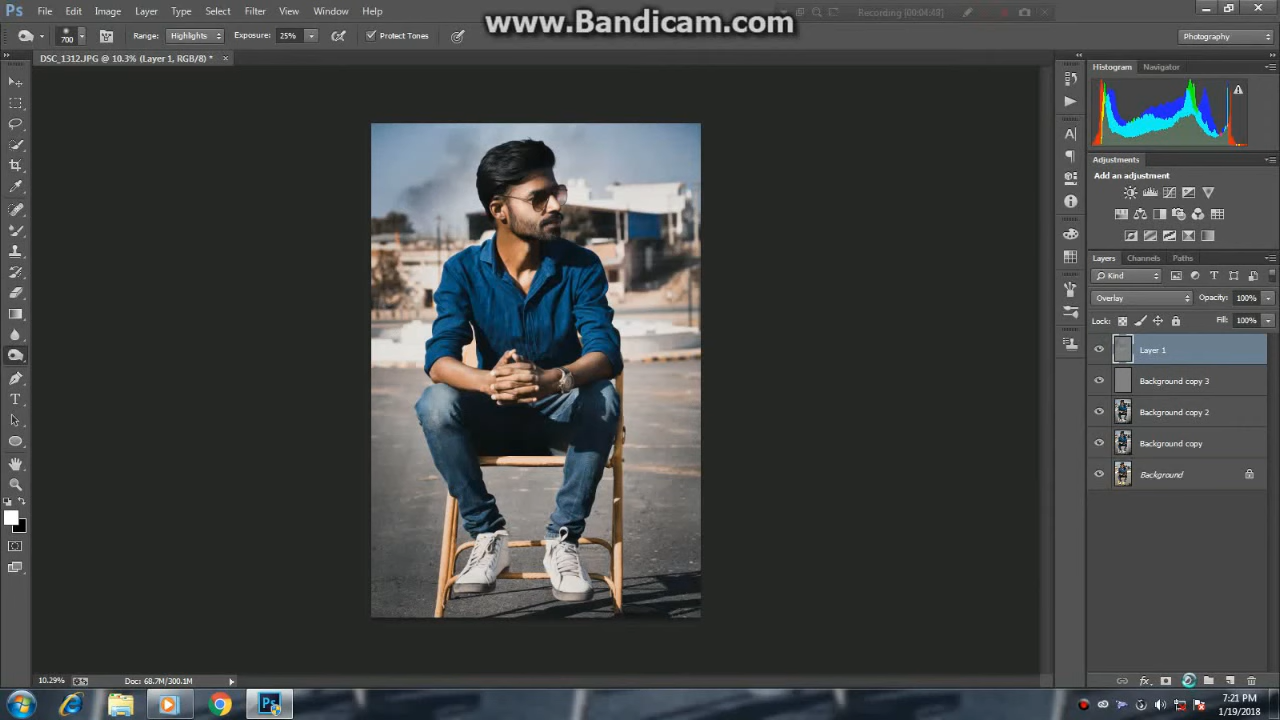 Ps File Edit Image Layer Type Select Filter View Window Help
www.Bandicam.com
Recording [00:04:48]
700 Range: Highlights Exposure: 25% Protect Tones Photography
DSC_1312.JPG @ 10.3% (Layer 1, RGB/8) *
Histogram Navigator
Adjustments
Add an adjustment
Layers Channels Paths
Kind
Overlay Opacity: 100%
Lock: Fill: 100%
Layer 1
Background copy 3
Background copy 2
Background copy
Background
10.29% Doc: 68.7M/300.1M
Ps
7:21 PM
1/19/2018